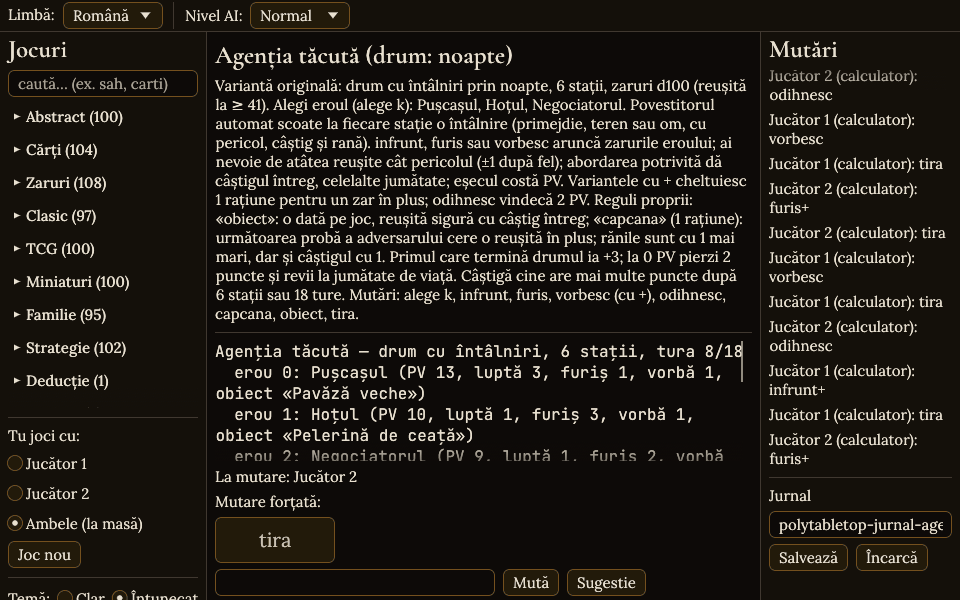 Limbă: Română ▼ Nivel AI: Normal ▼
Jocuri
caută... (ex. sah, carti)
▸ Abstract (100)
▸ Cărți (104)
▸ Zaruri (108)
▸ Clasic (97)
▸ TCG (100)
▸ Miniaturi (100)
▸ Familie (95)
▸ Strategie (102)
▸ Deducție (1)
Tu joci cu:
Jucător 1
Jucător 2
Ambele (la masă)
Joc nou
Temă: Clar Întunecat
Agenția tăcută (drum: noapte)
Variantă originală: drum cu întâlniri prin noapte, 6 stații, zaruri d100 (reușită
la ≥ 41). Alegi eroul (alege k): Pușcașul, Hoțul, Negociatorul. Povestitorul
automat scoate la fiecare stație o întâlnire (primejdie, teren sau om, cu
pericol, câștig și rană). infrunt, furis sau vorbesc aruncă zarurile eroului; ai
nevoie de atâtea reușite cât pericolul (±1 după fel); abordarea potrivită dă
câștigul întreg, celelalte jumătate; eșecul costă PV. Variantele cu + cheltuiesc
1 rațiune pentru un zar în plus; odihnesc vindecă 2 PV. Reguli proprii:
«obiect»: o dată pe joc, reușită sigură cu câștig întreg; «capcana» (1 rațiune):
următoarea probă a adversarului cere o reușită în plus; rănile sunt cu 1 mai
mari, dar și câștigul cu 1. Primul care termină drumul ia +3; la 0 PV pierzi 2
puncte și revii la jumătate de viață. Câștigă cine are mai multe puncte după
6 stații sau 18 ture. Mutări: alege k, infrunt, furis, vorbesc (cu +), odihnesc,
capcana, obiect, tira.
Agenția tăcută — drum cu întâlniri, 6 stații, tura 8/18
erou 0: Pușcașul (PV 13, luptă 3, furiș 1, vorbă 1,
obiect «Pavăză veche»)
erou 1: Hoțul (PV 10, luptă 1, furiș 3, vorbă 1,
obiect «Pelerină de ceață»)
erou 2: Negociatorul (PV 9, luptă 1, furiș 2, vorbă
La mutare: Jucător 2
Mutare forțată:
tira
Mută Sugestie
Mutări
Jucător 2 (calculator):
odihnesc
Jucător 1 (calculator):
vorbesc
Jucător 1 (calculator): tira
Jucător 2 (calculator):
furis+
Jucător 2 (calculator): tira
Jucător 1 (calculator):
vorbesc
Jucător 1 (calculator): tira
Jucător 2 (calculator):
odihnesc
Jucător 1 (calculator):
infrunt+
Jucător 1 (calculator): tira
Jucător 2 (calculator):
furis+
Jurnal
polytabletop-jurnal-age
Salvează Încarcă